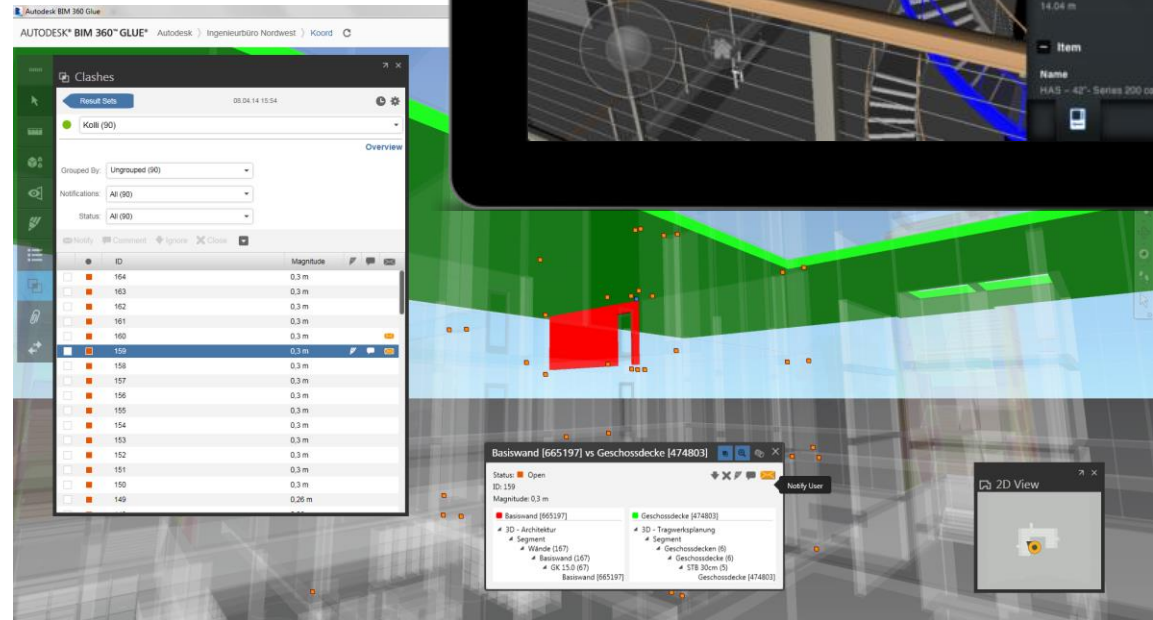 Autodesk BIM 360 Glue
AUTODESK® BIM 360™ GLUE® Autodesk 〉 Ingenieurbüro Nordwest 〉 Koord
14.04 m
Item
Name
HAS - 42"- Series 200 co
Clashes
Result Sets 08.04.14 15:54
Kolli (90)
Overview
Grouped By: Ungrouped (90)
Notifications: All (90)
Status: All (90)
Notify Comment Ignore Close
ID Magnitude
164 0,3 m
163 0,3 m
162 0,3 m
161 0,3 m
160 0,3 m
159 0,3 m
158 0,3 m
157 0,3 m
156 0,3 m
155 0,3 m
154 0,3 m
153 0,3 m
152 0,3 m
151 0,3 m
150 0,3 m
149 0,26 m
Basiswand [665197] vs Geschossdecke [474803]
Status: Open
ID: 159
Magnitude: 0,3 m
Notify User
Basiswand [665197]
3D - Architektur
Segment
Wände (167)
Basiswand (167)
GK 15.0 (67)
Basiswand [665197]
Geschossdecke [474803]
3D - Tragwerksplanung
Segment
Geschossdecken (6)
Geschossdecke (6)
STB 30cm (5)
Geschossdecke [474803]
2D View